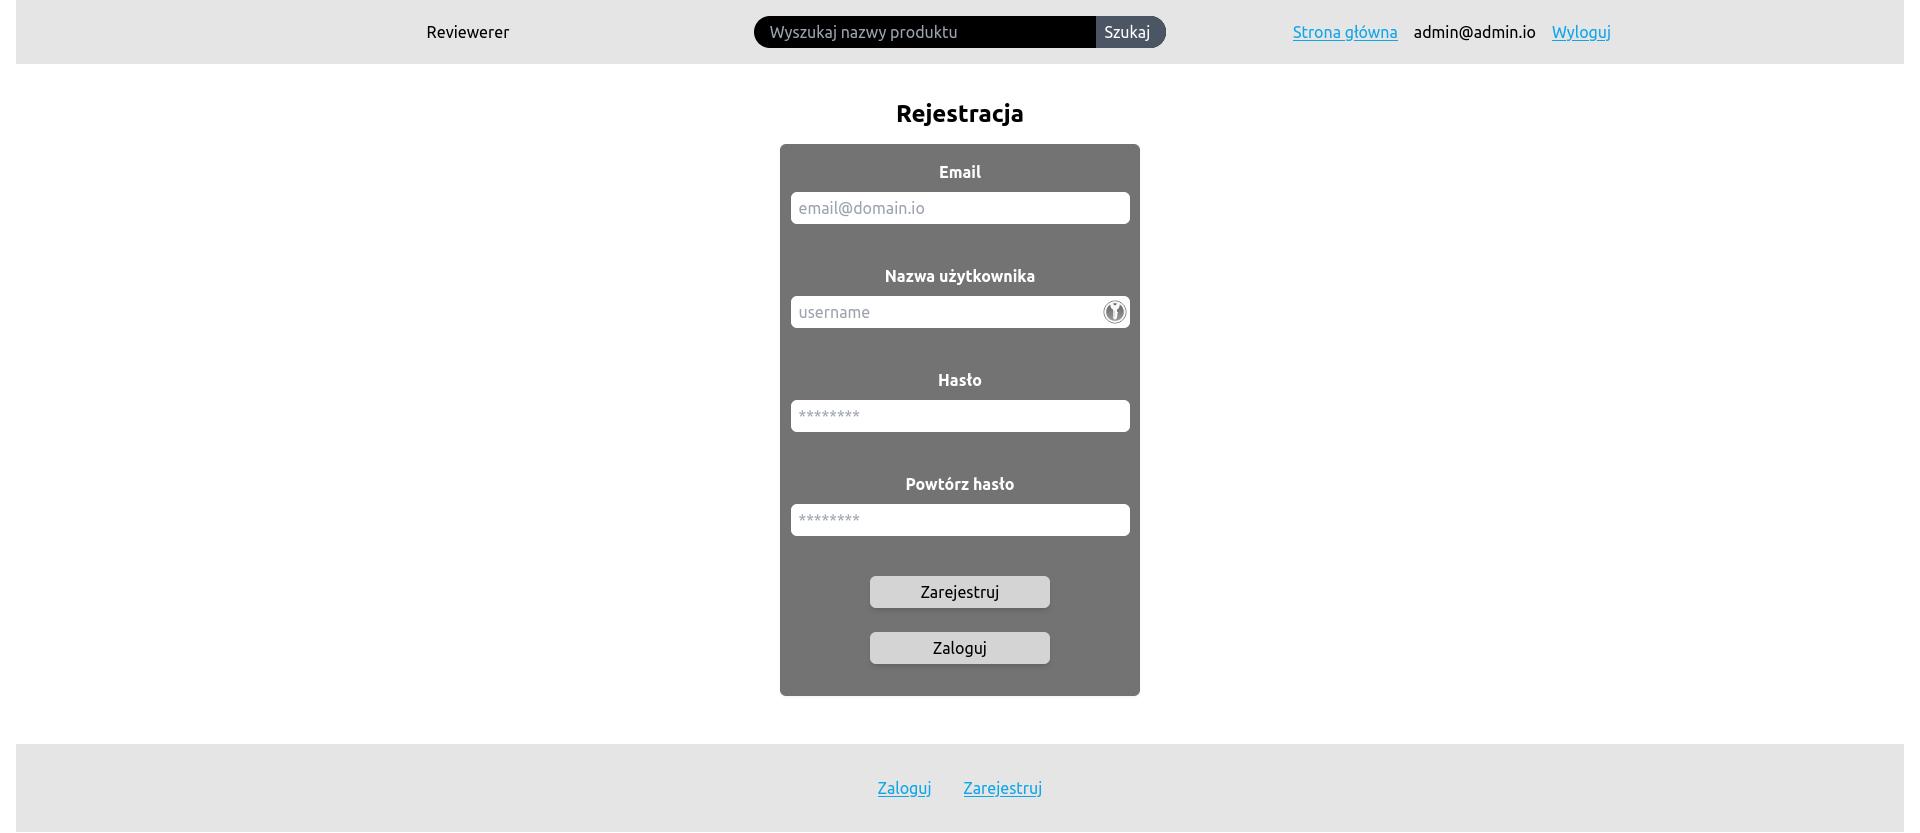 Reviewerer
Wyszukaj nazwy produktu
Szukaj
Strona główna
admin@admin.io
Wyloguj
Rejestracja
Email
email@domain.io
Nazwa użytkownika
username
Hasło
********
Powtórz hasło
********
Zarejestruj
Zaloguj
Zaloguj
Zarejestruj